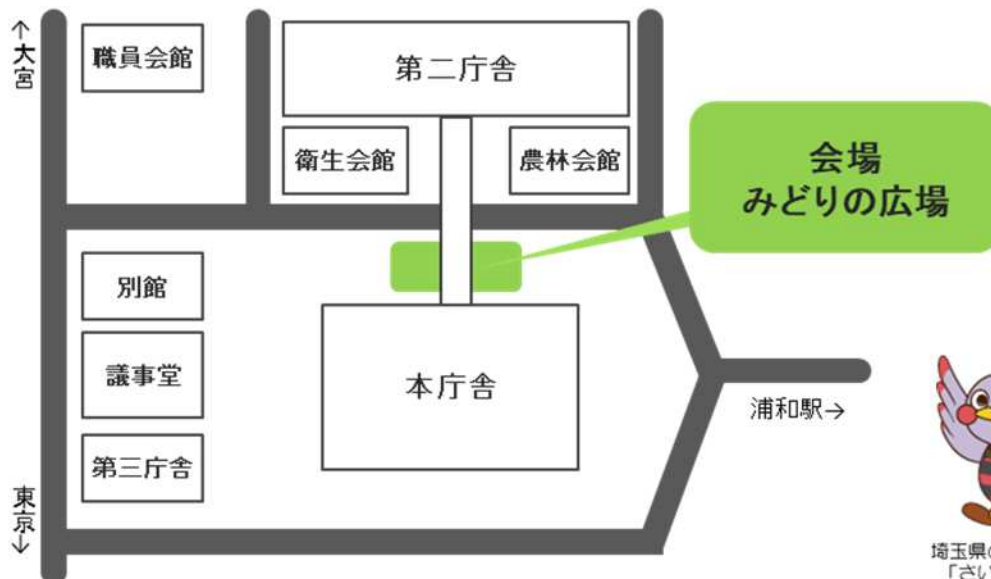 ↑大宮
職員会館
第二庁舎
衛生会館
農林会館
会場
みどりの広場
別館
議事堂
第三庁舎
本庁舎
浦和駅→
東京↓
埼玉県の
「さい